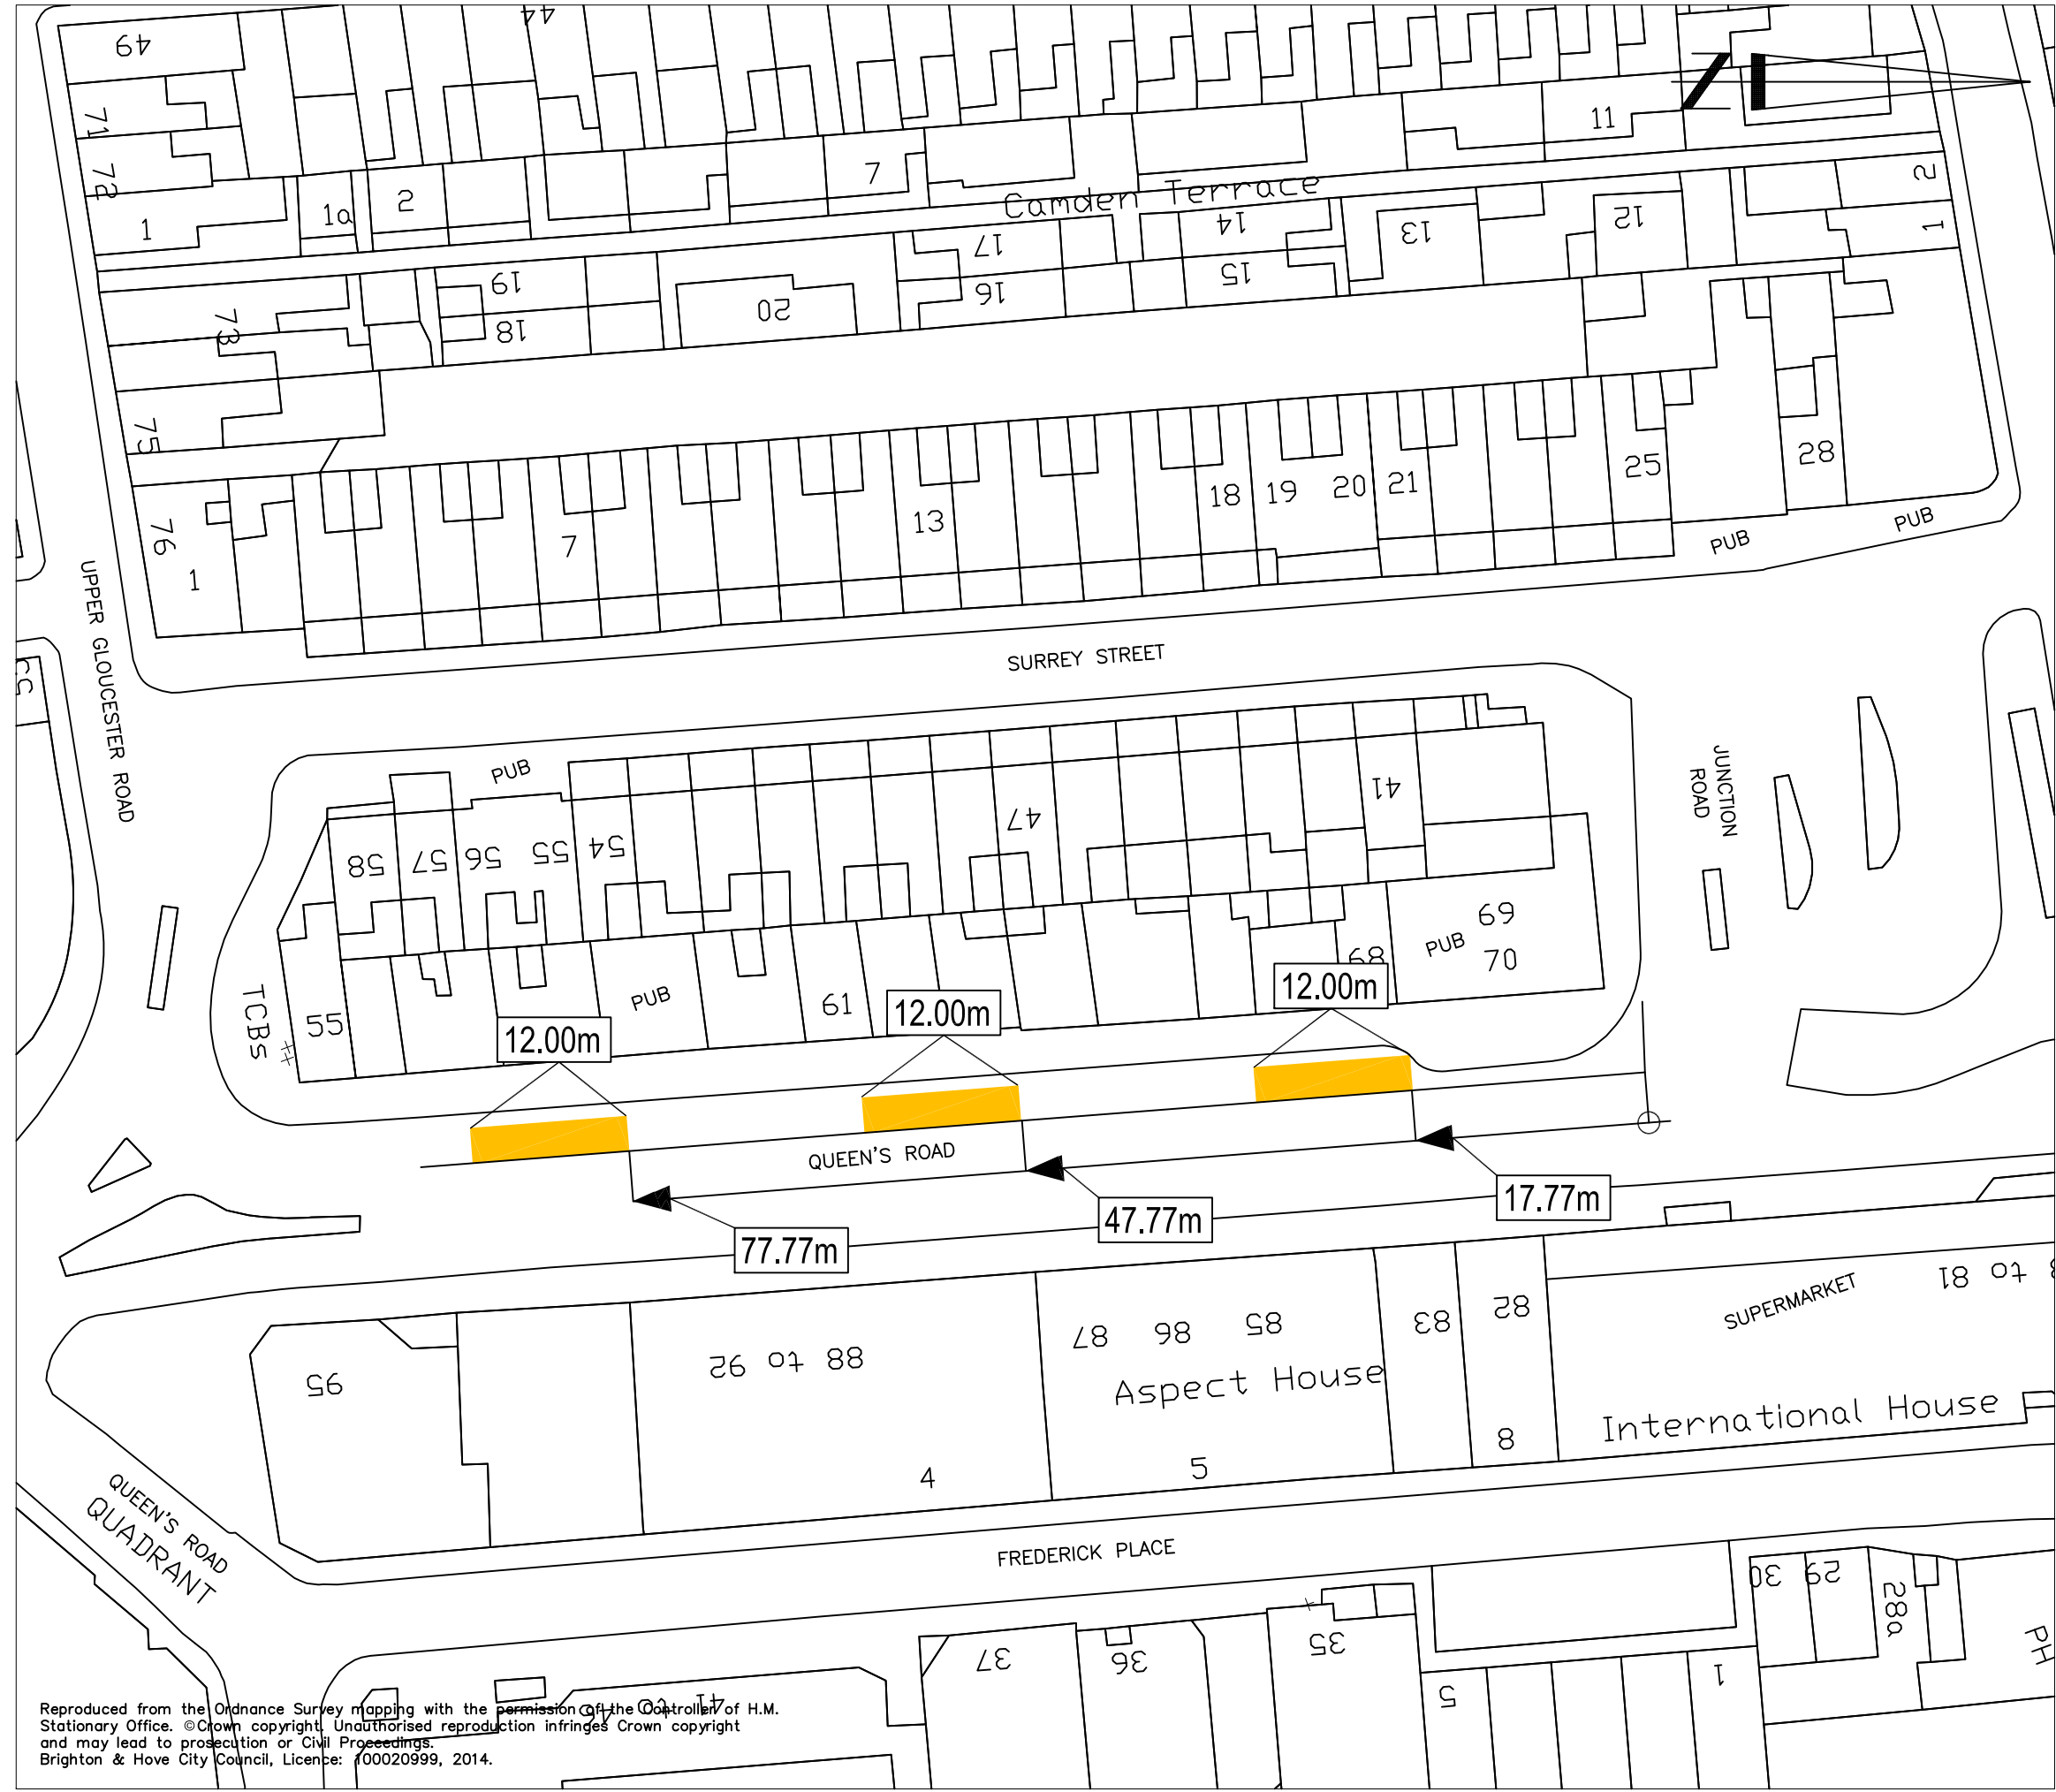 44
49
71
72
1
1a
2
7
11
N
Camden Terrace
2
1
17
14
13
12
19
16
15
20
18
73
75
76
1
7
13
18
19
20
21
25
28
PUB
PUB
UPPER GLOUCESTER ROAD
SURREY STREET
53
PUB
58
57
56
55
54
47
41
JUNCTION
ROAD
TCBs
55
PUB
61
68
PUB
69
70
12.00m
12.00m
12.00m
QUEEN'S ROAD
77.77m
47.77m
17.77m
95
88 to 92
87
86
85
83
82
Aspect House
SUPERMARKET
to 81
International House
4
5
8
QUEEN'S ROAD
QUADRANT
FREDERICK PLACE
37
36
35
30
29
28a
PH
5
1
41 to 46
Reproduced from the Ordnance Survey mapping with the permission of the Controller of H.M.
Stationary Office. ©Crown copyright. Unauthorised reproduction infringes Crown copyright
and may lead to prosecution or Civil Proceedings.
Brighton & Hove City Council, Licence: 100020999, 2014.